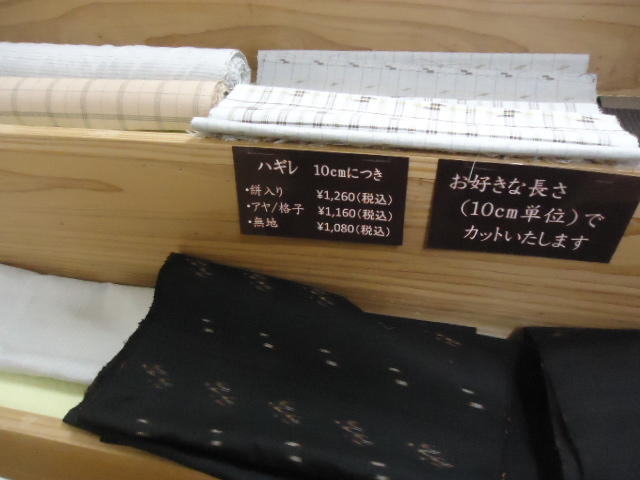 ハギレ 10cmにつき
・絣入り ¥1,260(税込)
・アヤ/格子 ¥1,160(税込)
・無地 ¥1,080(税込)
お好きな長さ
(10cm単位)で
カットいたします